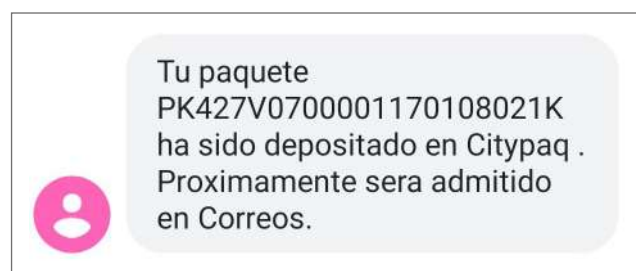 Tu paquete
PK427V0700001170108021K
ha sido depositado en Citypaq .
Proximamente sera admitido
en Correos.